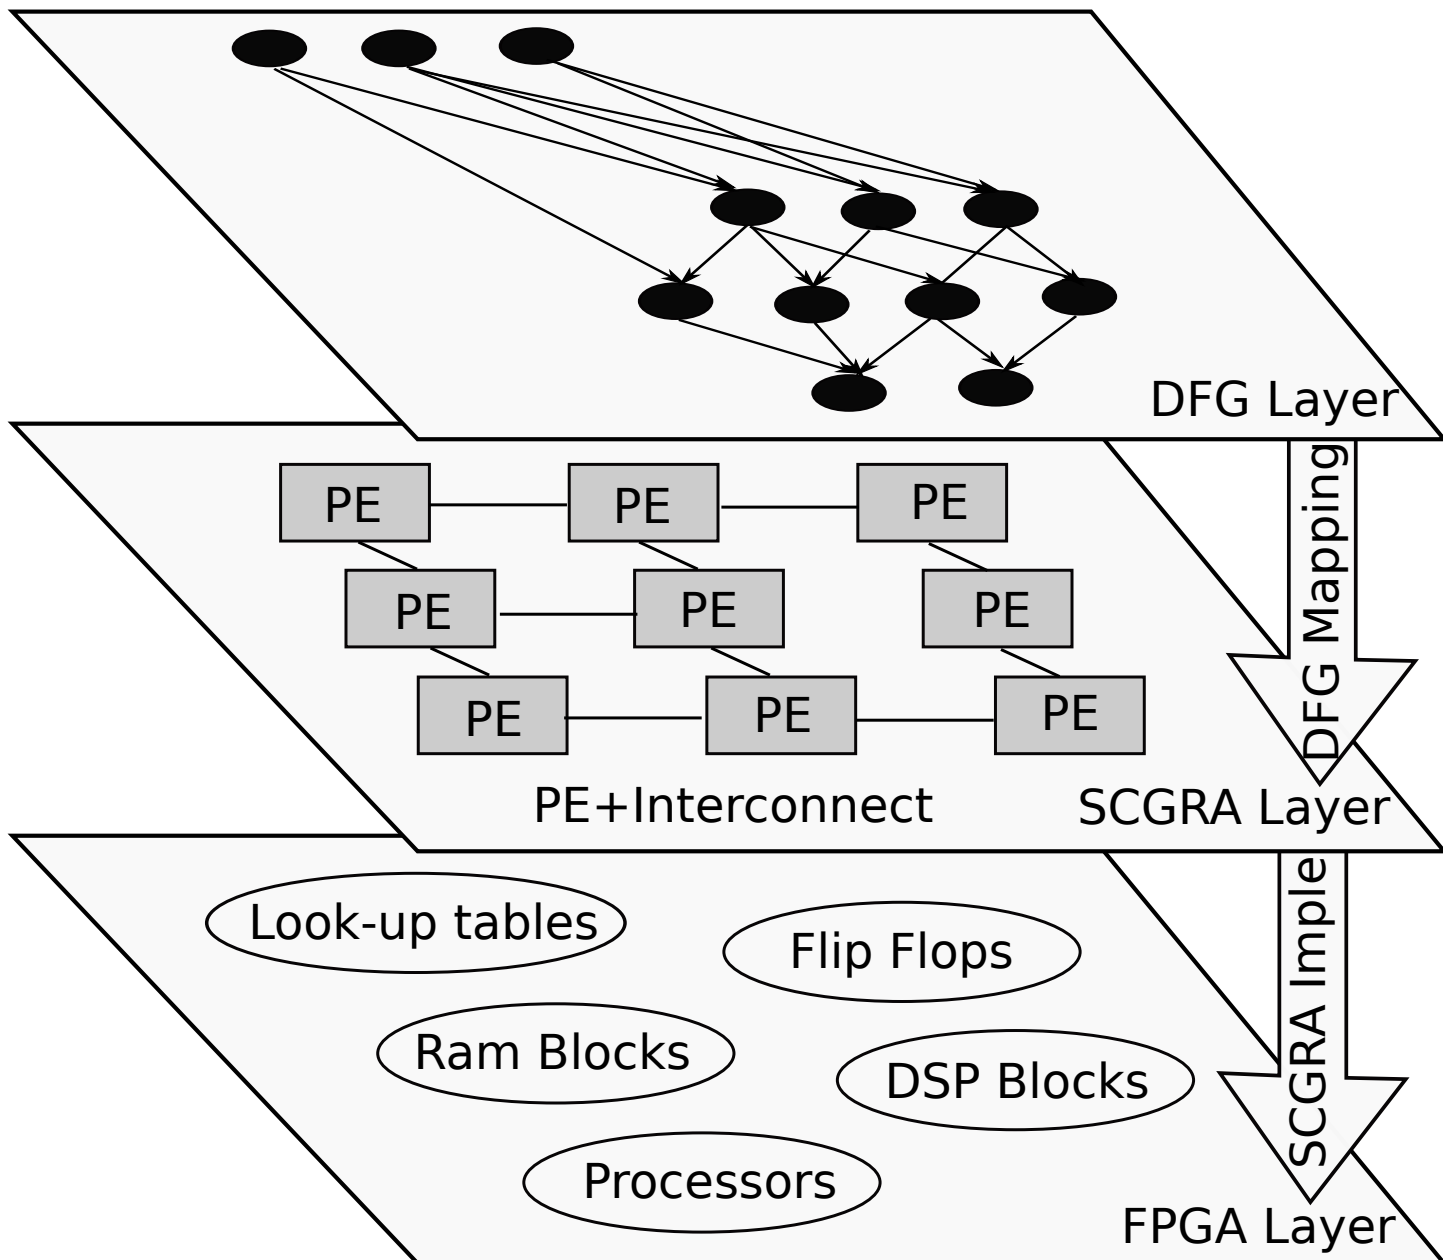 DFG Layer
DFG Mapping
PE PE PE
PE PE PE
PE PE PE
PE+Interconnect
SCGRA Layer
SCGRA Imple
Look-up tables
Flip Flops
Ram Blocks
DSP Blocks
Processors
FPGA Layer